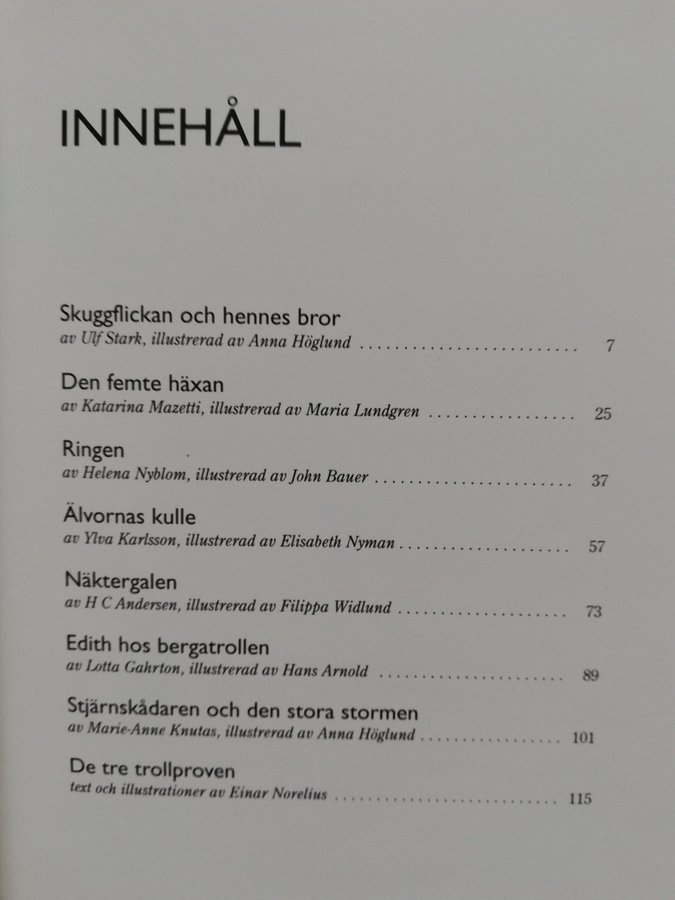 INNEHÅLL
Skuggflickan och hennes bror
av Ulf Stark, illustrerad av Anna Höglund . . . . . . . . . . . . . . . . . . . . . . . . . 7
Den femte häxan
av Katarina Mazetti, illustrerad av Maria Lundgren . . . . . . . . . . . . . . . . . 25
Ringen
av Helena Nyblom, illustrerad av John Bauer . . . . . . . . . . . . . . . . . . . . . . . 37
Älvornas kulle
av Ylva Karlsson, illustrerad av Elisabeth Nyman . . . . . . . . . . . . . . . . . . . . 57
Näktergalen
av H C Andersen, illustrerad av Filippa Widlund . . . . . . . . . . . . . . . . . . . . 73
Edith hos bergatrollen
av Lotta Gahrton, illustrerad av Hans Arnold . . . . . . . . . . . . . . . . . . . . . . 89
Stjärnskådaren och den stora stormen
av Marie-Anne Knutas, illustrerad av Anna Höglund . . . . . . . . . . . . . . . . . 101
De tre trollproven
text och illustrationer av Einar Norelius . . . . . . . . . . . . . . . . . . . . . . . . . . 115